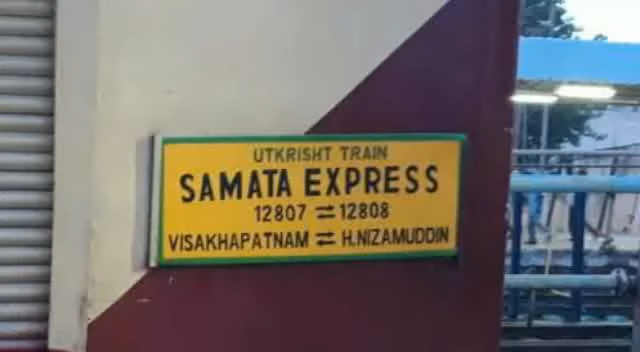 UTKRISHT TRAIN
SAMATA EXPRESS
12807 ⇌ 12808
VISAKHAPATNAM ⇌ H.NIZAMUDDIN